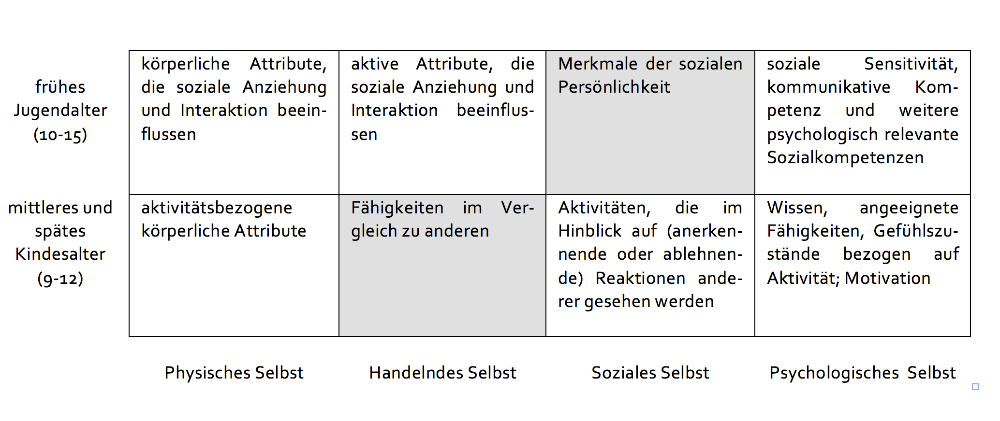 frühes
Jugendalter
(10-15)
körperliche Attribute,
die soziale Anziehung
und Interaktion beein-
flussen
aktive Attribute, die
soziale Anziehung und
Interaktion beeinflus-
sen
Merkmale der sozialen
Persönlichkeit
soziale Sensitivität,
kommunikative Kom-
petenz und weitere
psychologisch relevante
Sozialkompetenzen
mittleres und
spätes
Kindesalter
(9-12)
aktivitätsbezogene
körperliche Attribute
Fähigkeiten im Ver-
gleich zu anderen
Aktivitäten, die im
Hinblick auf (anerken-
nende oder ablehnen-
de) Reaktionen ande-
rer gesehen werden
Wissen, angeeignete
Fähigkeiten, Gefühlszu-
stände bezogen auf
Aktivität; Motivation
Physisches Selbst
Handelndes Selbst
Soziales Selbst
Psychologisches Selbst